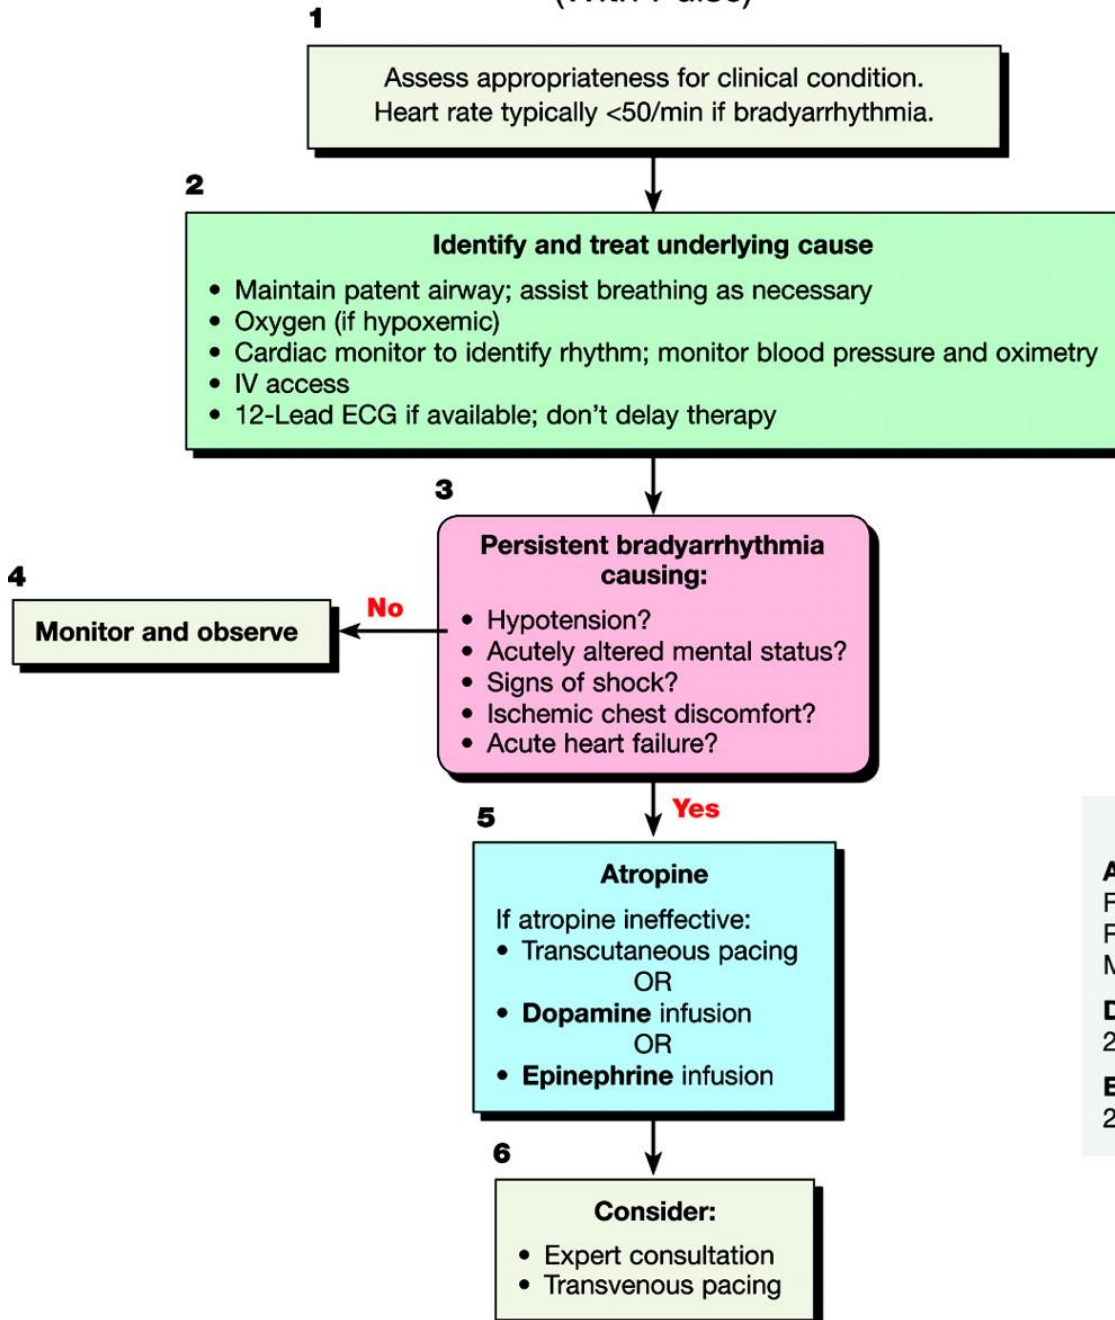 (With Pulse)
1
Assess appropriateness for clinical condition.
Heart rate typically <50/min if bradyarrhythmia.
2
Identify and treat underlying cause
• Maintain patent airway; assist breathing as necessary
• Oxygen (if hypoxemic)
• Cardiac monitor to identify rhythm; monitor blood pressure and oximetry
• IV access
• 12-Lead ECG if available; don't delay therapy
3
Persistent bradyarrhythmia
causing:
• Hypotension?
• Acutely altered mental status?
• Signs of shock?
• Ischemic chest discomfort?
• Acute heart failure?
4
No
Monitor and observe
Yes
5
Atropine
If atropine ineffective:
• Transcutaneous pacing
OR
• Dopamine infusion
OR
• Epinephrine infusion
6
Consider:
• Expert consultation
• Transvenous pacing
2
2